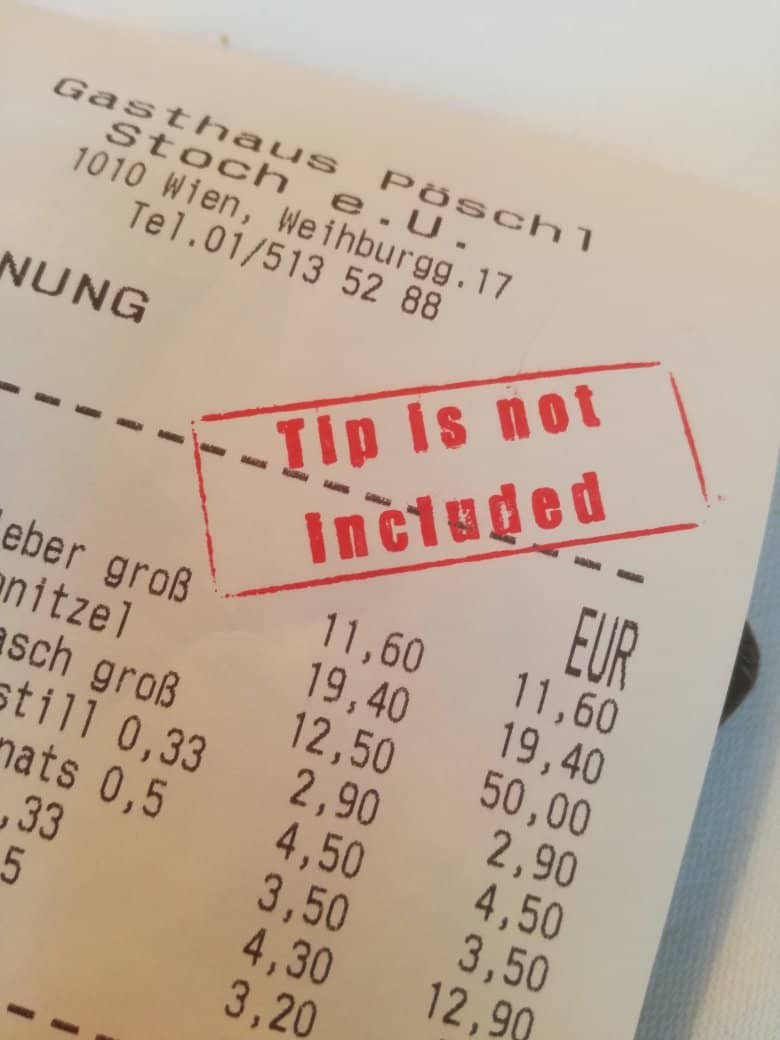 Gasthaus Pöschl
Stoch e.U.
1010 Wien, Weihburgg.17
Tel.01/513 52 88
NUNG
Tip is not
included
EUR
eber groß 11,60 11,60
nitzel 19,40 19,40
asch groß 12,50 50,00
still 0,33 2,90 2,90
nats 0,5 4,50 4,50
,33 3,50 3,50
5 4,30 12,90
3,20